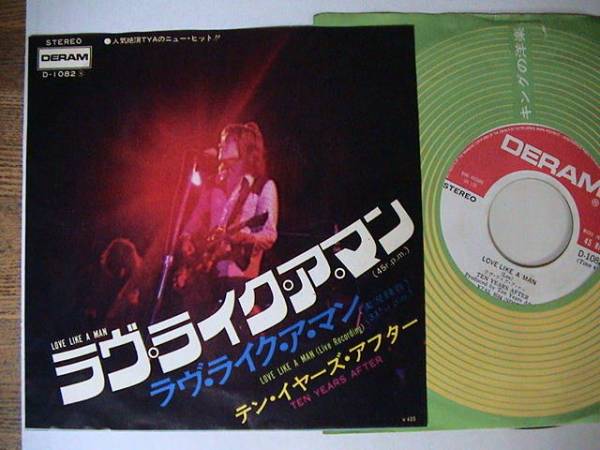 STEREO
DERAM
D-1082
●人気絶頂TYAのニュー・ヒット!!
LOVE LIKE A MAN
ラヴ・ライク・ア・マン
(45r.p.m.)
ラヴ・ライク・ア・マン
LOVE LIKE A MAN (Live Recording)
テン・イヤーズ・アフター
TEN YEARS AFTER
キングの洋楽
DERAM
STEREO
LOVE LIKE A MAN
TEN YEARS AFTER